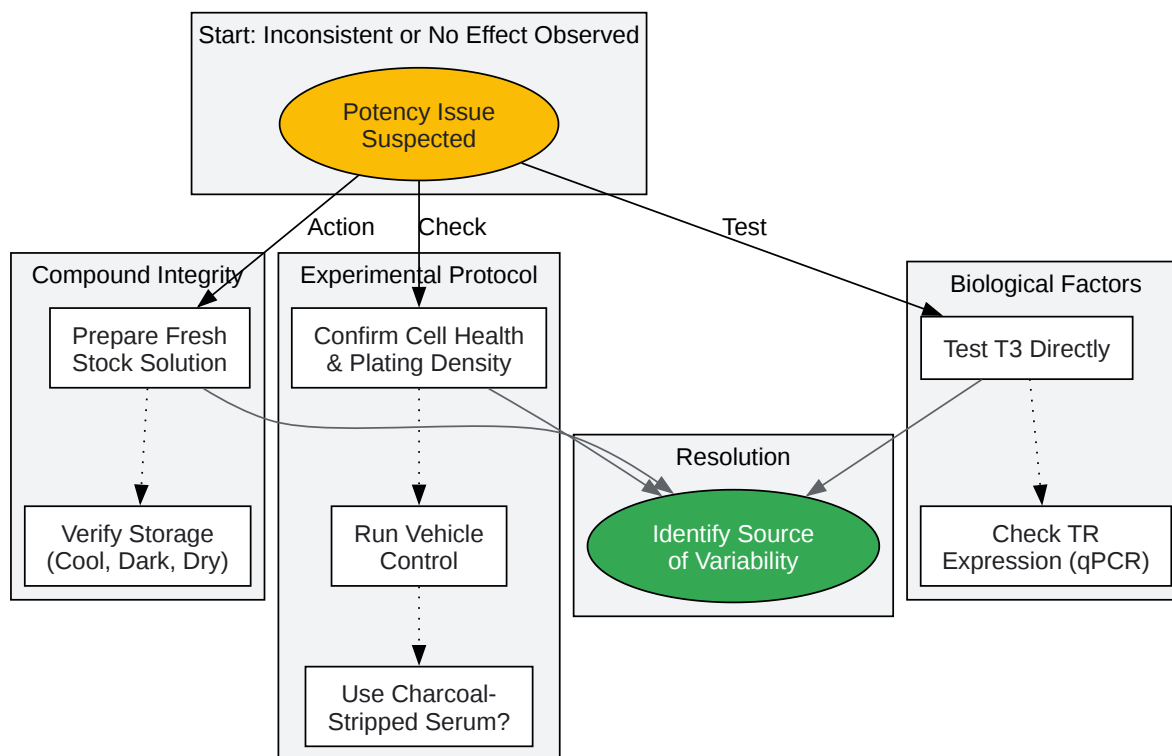 Start: Inconsistent or No Effect Observed
Potency Issue
Suspected
Action
Check
Test
Compound Integrity
Prepare Fresh
Stock Solution
Verify Storage
(Cool, Dark, Dry)
Experimental Protocol
Confirm Cell Health
& Plating Density
Run Vehicle
Control
Use Charcoal-
Stripped Serum?
Resolution
Identify Source
of Variability
Biological Factors
Test T3 Directly
Check TR
Expression (qPCR)